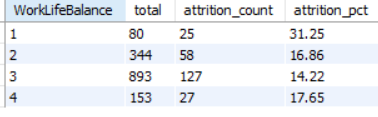 WorkLifeBalance total attrition_count attrition_pct
1 80 25 31.25
2 344 58 16.86
3 893 127 14.22
4 153 27 17.65